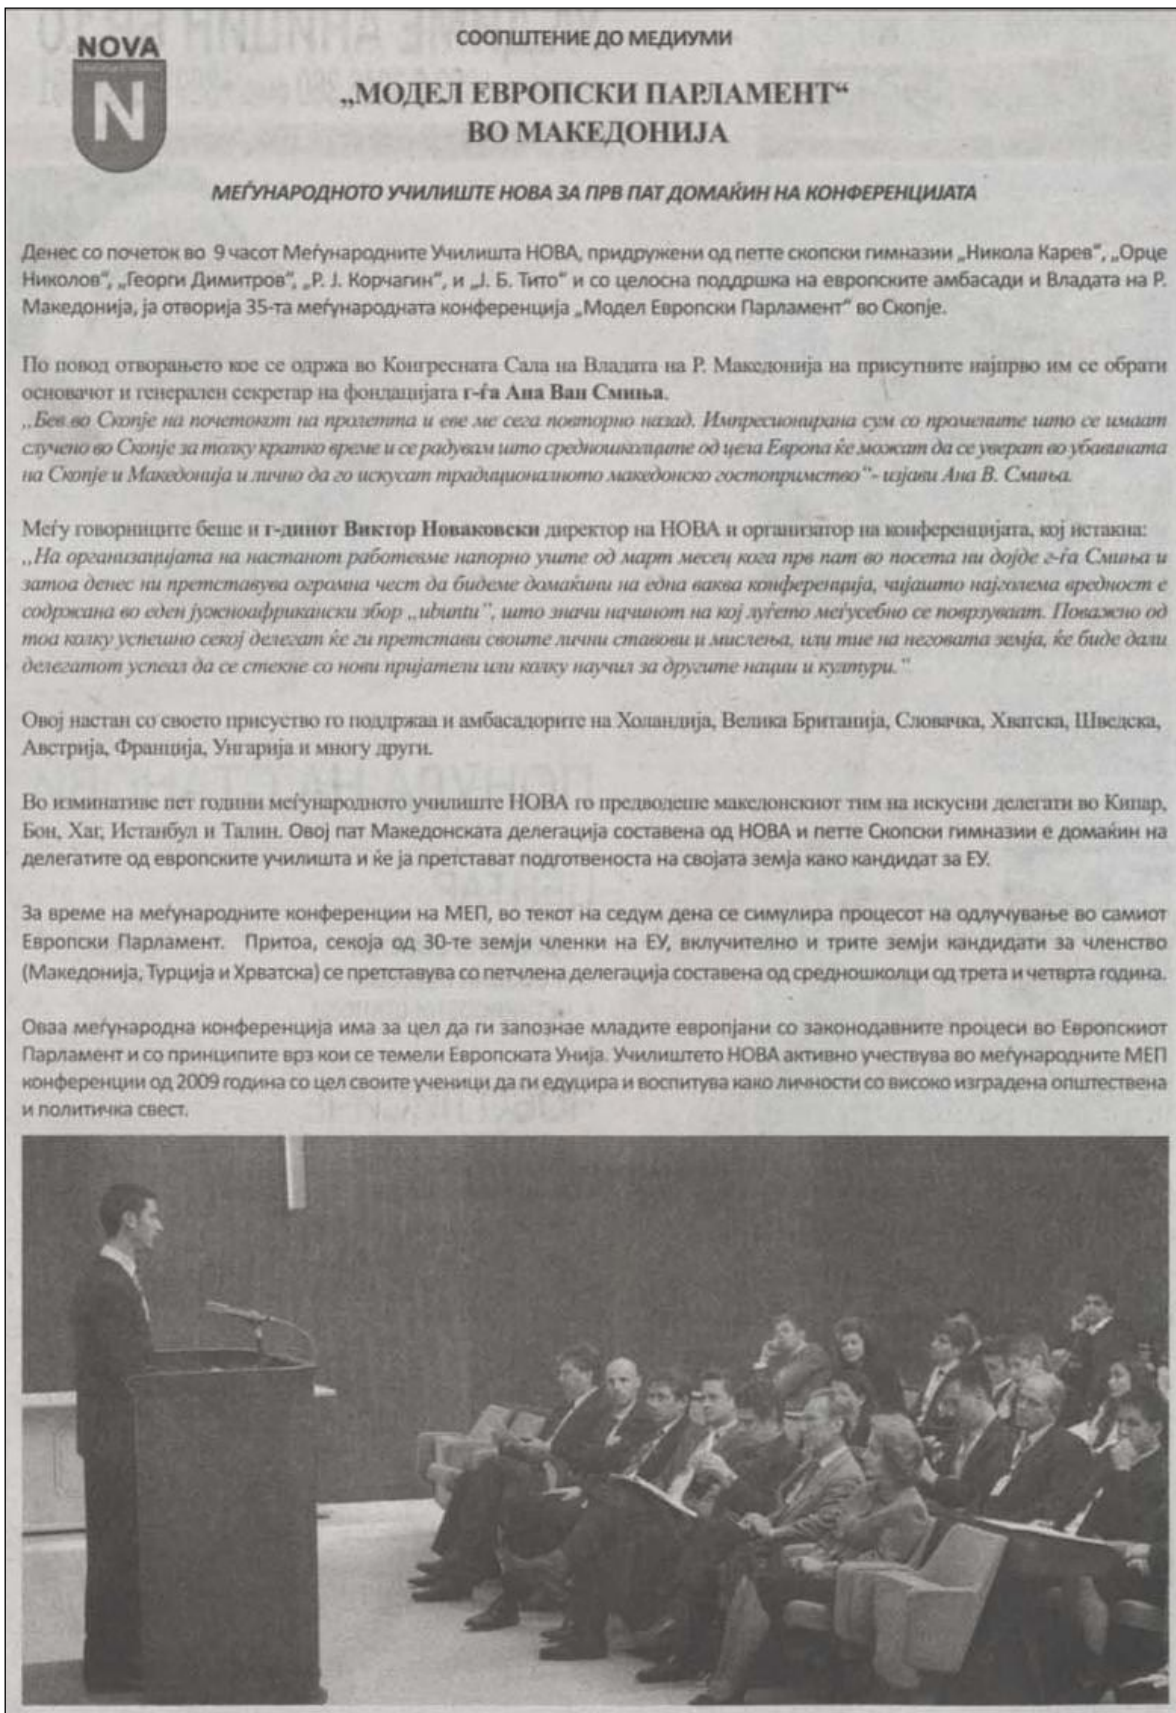 NOVA
N
СООПШТЕНИЕ ДО МЕДИУМИ
„МОДЕЛ ЕВРОПСКИ ПАРЛАМЕНТ“
ВО МАКЕДОНИЈА
МЕЃУНАРОДНОТО УЧИЛИШТЕ НОВА ЗА ПРВ ПАТ ДОМАЌИН НА КОНФЕРЕНЦИЈАТА
Денес со почеток во 9 часот Меѓународните Училишта НОВА, придружени од петте скопски гимназии „Никола Карев“, „Орце
Николов“, „Георги Димитров“, „Р. Ј. Корчагин“, и „Ј. Б. Тито“ и со целосна поддршка на европските амбасади и Владата на Р.
Македонија, ја отворија 35-та меѓународната конференција „Модел Европски Парламент“ во Скопје.
По повод отворањето кое се одржа во Конгресната Сала на Владата на Р. Македонија на присутните најпрво им се обрати
основачот и генерален секретар на фондацијата г-ѓа Ана Ван Смиња.
„Бев во Скопје на почетокот на пролетта и еве ме сега повторно назад. Импресионирана сум со промените што се имаат
случено во Скопје за толку кратко време и се радувам што средношколците од цела Европа ќе можат да се уверат во убавината
на Скопје и Македонија и лично да го искусат традиционалното македонско гостопримство“- изјави Ана В. Смиња.
Меѓу говорниците беше и г-динот Виктор Новаковски директор на НОВА и организатор на конференцијата, кој истакна:
„На организацијата на настанот работевме напорно уште од март месец кога прв пат во посета ни дојде г-ѓа Смиња и
затоа денес ни претставува огромна чест да бидеме домаќини на една ваква конференција, чијашто најголема вредност е
содржана во еден јужноафрикански збор „ubuntu“, што значи начинот на кој луѓето меѓусебно се поврзуваат. Поважно од
тоа колку успешно секој делегат ќе ги претстави своите лични ставови и мислења, или тие на неговата земја, ќе биде дали
делегатот успеал да се стекне со нови пријатели или колку научил за другите нации и култури.“
Овој настан со своето присуство го поддржаа и амбасадорите на Холандија, Велика Британија, Словачка, Хватска, Шведска,
Австрија, Франција, Унгарија и многу други.
Во изминативе пет години меѓународното училиште НОВА го предводеше македонскиот тим на искусни делегати во Кипар,
Бон, Хаг, Истанбул и Талин. Овој пат Македонската делегација составена од НОВА и петте Скопски гимназии е домаќин на
делегатите од европските училишта и ќе ја претстават подготвеноста на својата земја како кандидат за ЕУ.
За време на меѓународните конференции на МЕП, во текот на седум дена се симулира процесот на одлучување во самиот
Европски Парламент. Притоа, секоја од 30-те земји членки на ЕУ, вклучително и трите земји кандидати за членство
(Македонија, Турција и Хрватска) се претставува со петчлена делегација составена од средношколци од трета и четврта година.
Оваа меѓународна конференција има за цел да ги запознае младите европјани со законодавните процеси во Европскиот
Парламент и со принципите врз кои се темели Европската Унија. Училиштето НОВА активно учествува во меѓународните МЕП
конференции од 2009 година со цел своите ученици да ги едуцира и воспитува како личности со високо изградена општествена
и политичка свест.